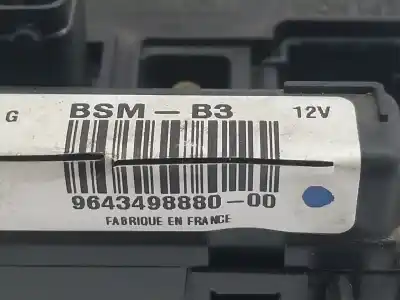 G BSM-B3 12V
9643498880-00
FABRIQUE EN FRANCE